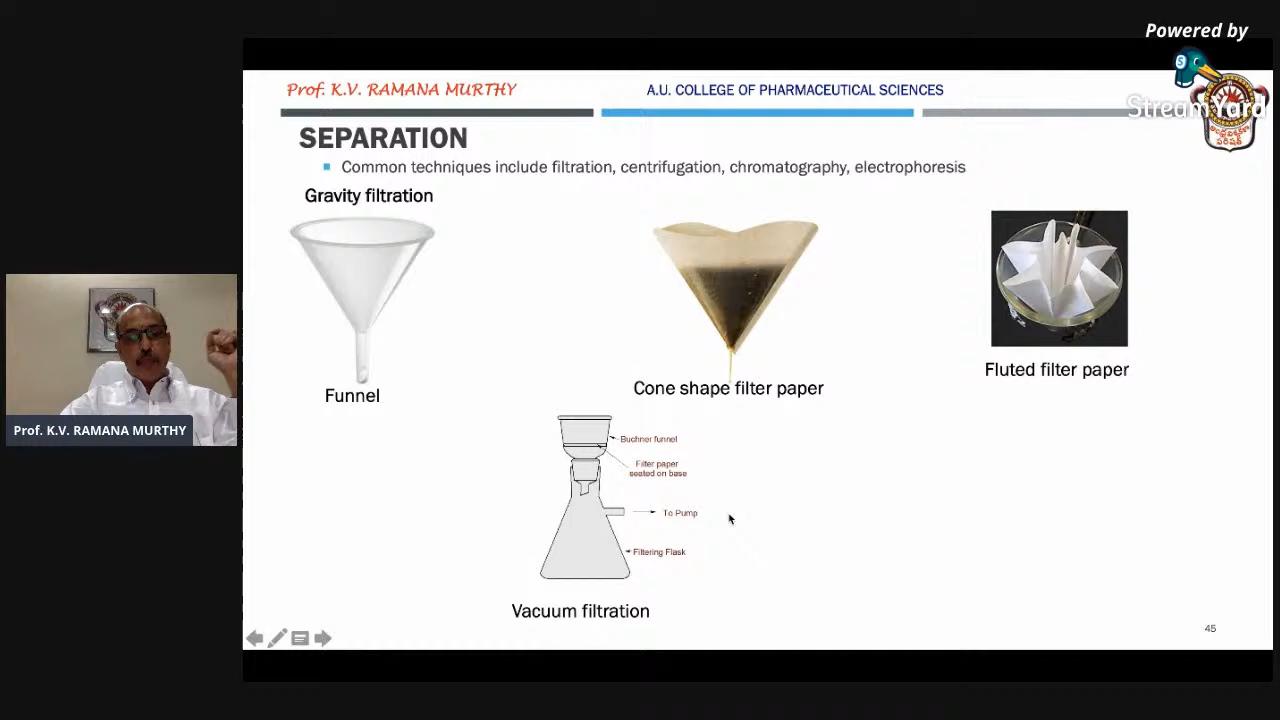 Powered by
StreamYard
Prof. K.V. RAMANA MURTHY
A.U. COLLEGE OF PHARMACEUTICAL SCIENCES
SEPARATION
Common techniques include filtration, centrifugation, chromatography, electrophoresis
Gravity filtration
Funnel
Cone shape filter paper
Fluted filter paper
Prof. K.V. RAMANA MURTHY
Buchner funnel
Filter paper
seated on base
To Pump
Filtering Flask
Vacuum filtration
45